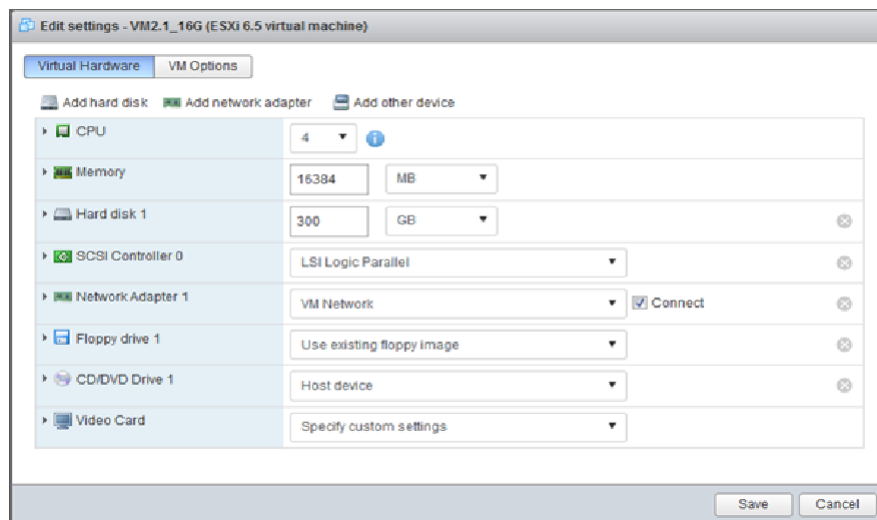 Edit settings - VM2.1_16G (ESXi 6.5 virtual machine)
Virtual Hardware VM Options
Add hard disk Add network adapter Add other device
CPU 4
Memory 16384 MB
Hard disk 1 300 GB
SCSI Controller 0 LSI Logic Parallel
Network Adapter 1 VM Network Connect
Floppy drive 1 Use existing floppy image
CD/DVD Drive 1 Host device
Video Card Specify custom settings
Save Cancel